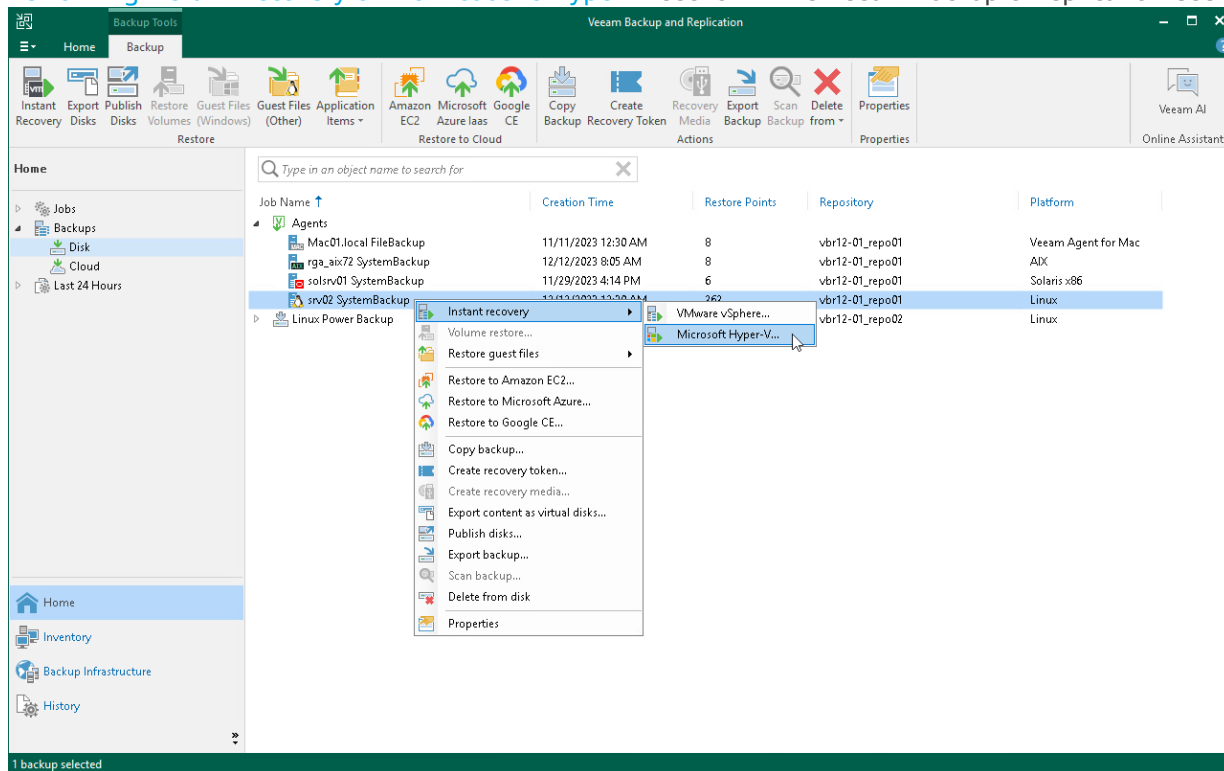 Backup Tools
Veeam Backup and Replication
Home Backup
Instant Recovery
Export Disks
Publish Disks
Restore Volumes
Guest Files (Windows)
Guest Files (Other)
Application Items
Amazon EC2
Microsoft Azure Iaas
Google CE
Copy Backup
Create Recovery Token
Recovery Media
Export Backup
Scan Backup
Delete from
Properties
Veeam AI
Restore
Restore to Cloud
Actions
Properties
Online Assistant
Home
Type in an object name to search for
Jobs
Backups
Disk
Cloud
Last 24 Hours
Job Name Creation Time Restore Points Repository Platform
Agents
Mac01.local FileBackup 11/11/2023 12:30 AM 8 vbr12-01_repo01 Veeam Agent for Mac
rga_aix72 SystemBackup 12/12/2023 8:05 AM 8 vbr12-01_repo01 AIX
solsrv01 SystemBackup 11/29/2023 4:14 PM 6 vbr12-01_repo01 Solaris x86
srv02 SystemBackup vbr12-01_repo01 Linux
Linux Power Backup vbr12-01_repo02 Linux
Instant recovery
VMware vSphere...
Microsoft Hyper-V...
Volume restore...
Restore guest files
Restore to Amazon EC2...
Restore to Microsoft Azure...
Restore to Google CE...
Copy backup...
Create recovery token...
Create recovery media...
Export content as virtual disks...
Publish disks...
Export backup...
Scan backup...
Delete from disk
Properties
Home
Inventory
Backup Infrastructure
History
1 backup selected